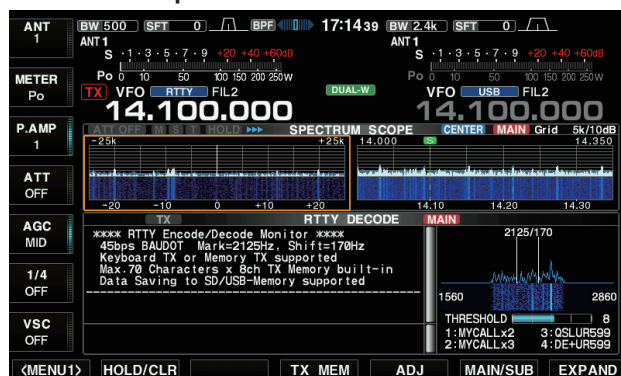 ANT
1
BW 500 SFT 0 BPF 17:14 39 BW 2.4k SFT 0
ANT 1 ANT 1
S ·1·3·5·7·9 +20 +40 +60dB S ·1·3·5·7·9 +20 +40 +60dB
METER
Po
Po 0 10 50 100 150 200 250W Po 0 10 50 100 150 200 250W
TX VFO RTTY FIL2 DUAL-W VFO USB FIL2
14.100.000 14.100.000
P.AMP
1
ATT OFF M S T HOLD SPECTRUM SCOPE CENTER MAIN Grid 5k/10dB
-25k +25k 14.000 S 14.350
ATT
OFF
-20 -10 0 +10 +20 14.10 14.20 14.30
TX RTTY DECODE MAIN
AGC
MID
**** RTTY Encode/Decode Monitor ****
45bps BAUDOT Mark=2125Hz, Shift=170Hz
Keyboard TX or Memory TX supported
Max.70 Characters x 8ch TX Memory built-in
Data Saving to SD/USB-Memory supported
2125/170
1560 2860
1/4
OFF
THRESHOLD 8
1:MYCALLx2 3:QSLUR599
2:MYCALLx3 4:DE+UR599
VSC
OFF
<MENU1> HOLD/CLR TX MEM ADJ MAIN/SUB EXPAND